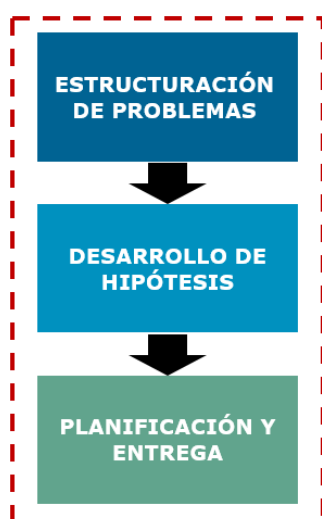 ESTRUCTURACIÓN
DE PROBLEMAS
DESARROLLO DE
HIPÓTESIS
PLANIFICACIÓN Y
ENTREGA